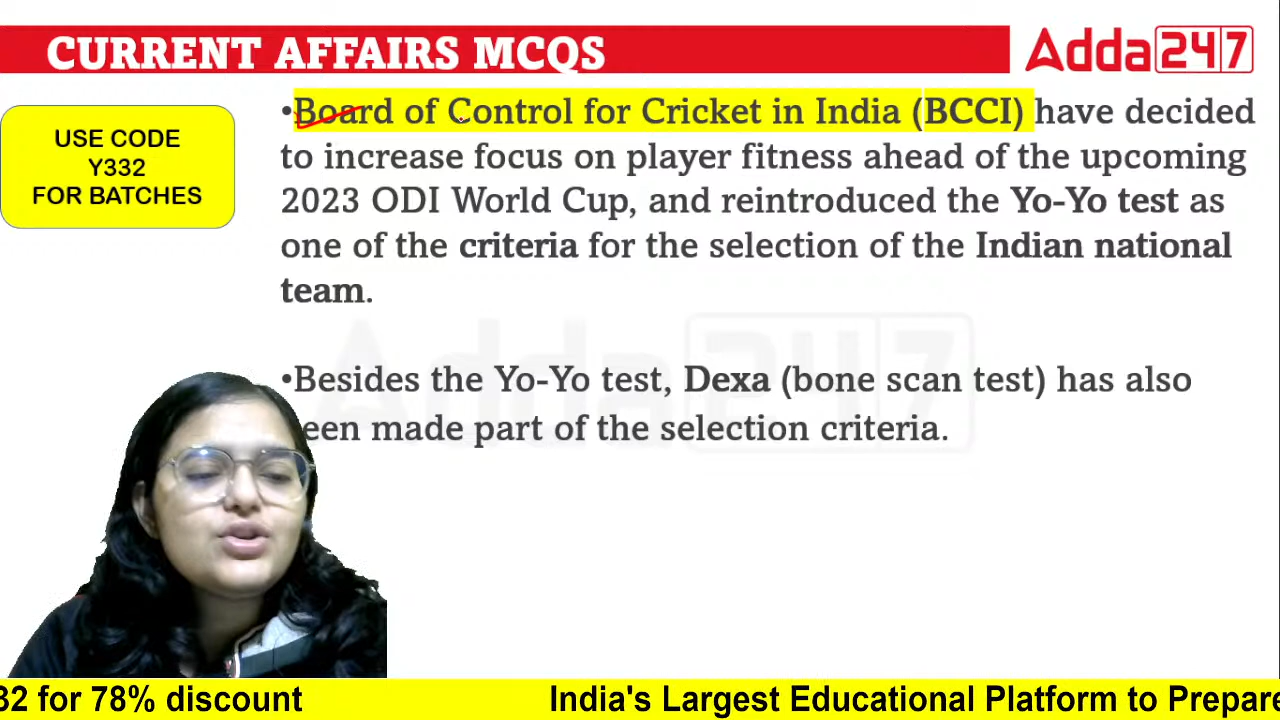 CURRENT AFFAIRS MCQS
Adda247
USE CODE
Y332
FOR BATCHES
•Board of Control for Cricket in India (BCCI) have decided
to increase focus on player fitness ahead of the upcoming
2023 ODI World Cup, and reintroduced the Yo-Yo test as
one of the criteria for the selection of the Indian national
team.
•Besides the Yo-Yo test, Dexa (bone scan test) has also
een made part of the selection criteria.
Adda247
32 for 78% discount
India's Largest Educational Platform to Prepare